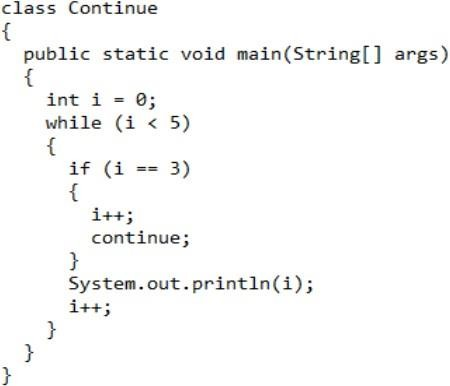 class Continue
{
  public static void main(String[] args)
  {
    int i = 0;
    while (i < 5)
    {
      if (i == 3)
      {
        i++;
        continue;
      }
      System.out.println(i);
      i++;
    }
  }
}